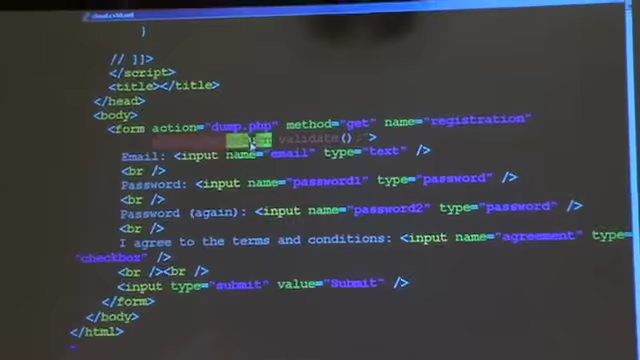 }
// ]]>
</script>
<title></title>
</head>
<body>
<form action="dump.php" method="get" name="registration"
validate();">
Email: <input name="email" type="text" />
<br />
Password: <input name="password1" type="password" />
<br />
Password (again): <input name="password2" type="password" />
<br />
I agree to the terms and conditions: <input name="agreement" type=
"checkbox" />
<br /><br />
<input type="submit" value="Submit" />
</form>
</body>
</html>
~